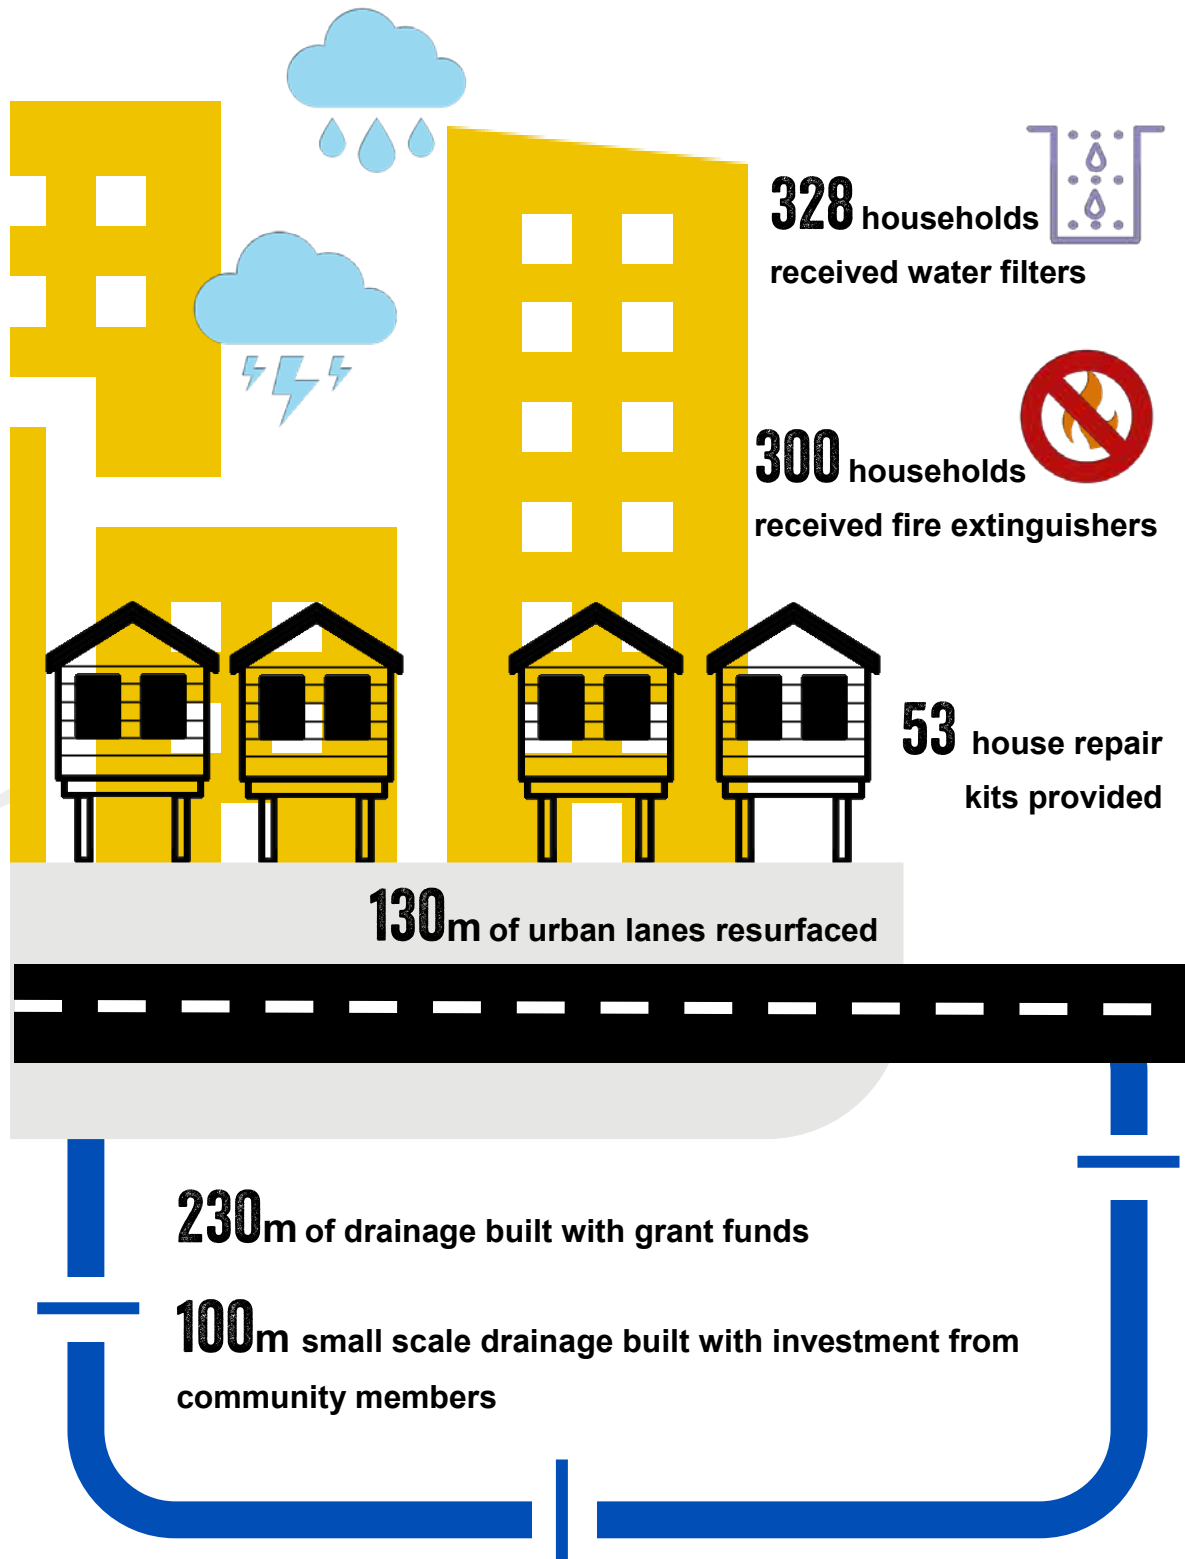 328 households
received water filters
300 households
received fire extinguishers
53 house repair
kits provided
130m of urban lanes resurfaced
230m of drainage built with grant funds
100m small scale drainage built with investment from
community members